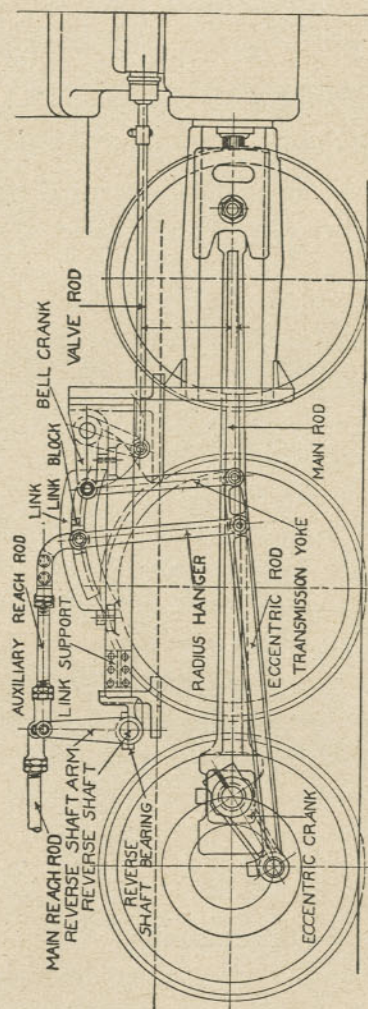 MAIN REACH ROD
REVERSE SHAFT ARM
REVERSE SHAFT
REVERSE
SHAFT BEARING
AUXILIARY REACH ROD
LINK SUPPORT
LINK
LINK BLOCK
BELL CRANK
VALVE ROD
RADIUS HANGER
ECCENTRIC CRANK
ECCENTRIC ROD
TRANSMISSION YOKE
MAIN ROD